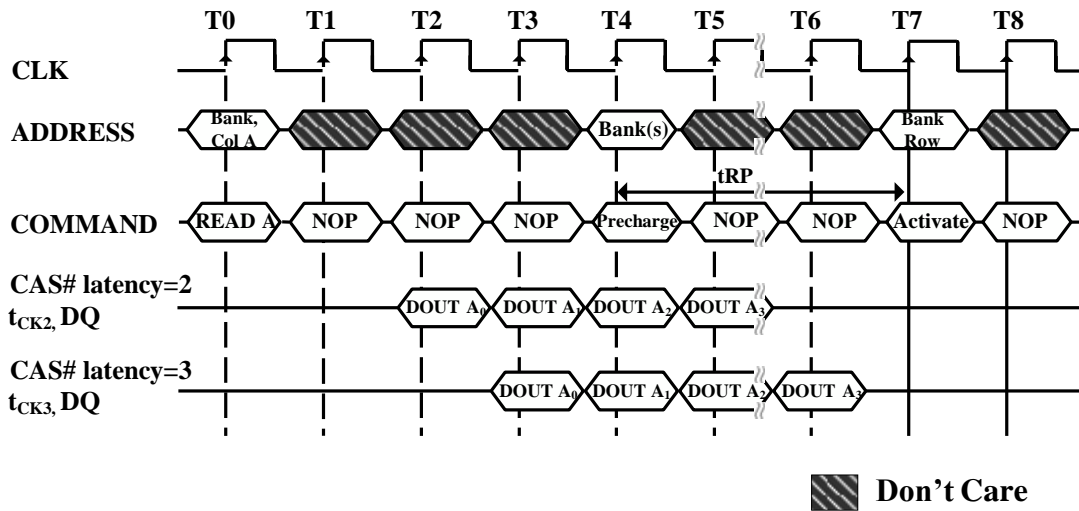 T0 T1 T2 T3 T4 T5 T6 T7 T8
CLK
ADDRESS Bank, Col A Bank(s) Bank Row
tRP
COMMAND READ A NOP NOP NOP Precharge NOP NOP Activate NOP
CAS# latency=2
tCK2, DQ DOUT A0 DOUT A1 DOUT A2 DOUT A3
CAS# latency=3
tCK3, DQ DOUT A0 DOUT A1 DOUT A2 DOUT A3
Don't Care